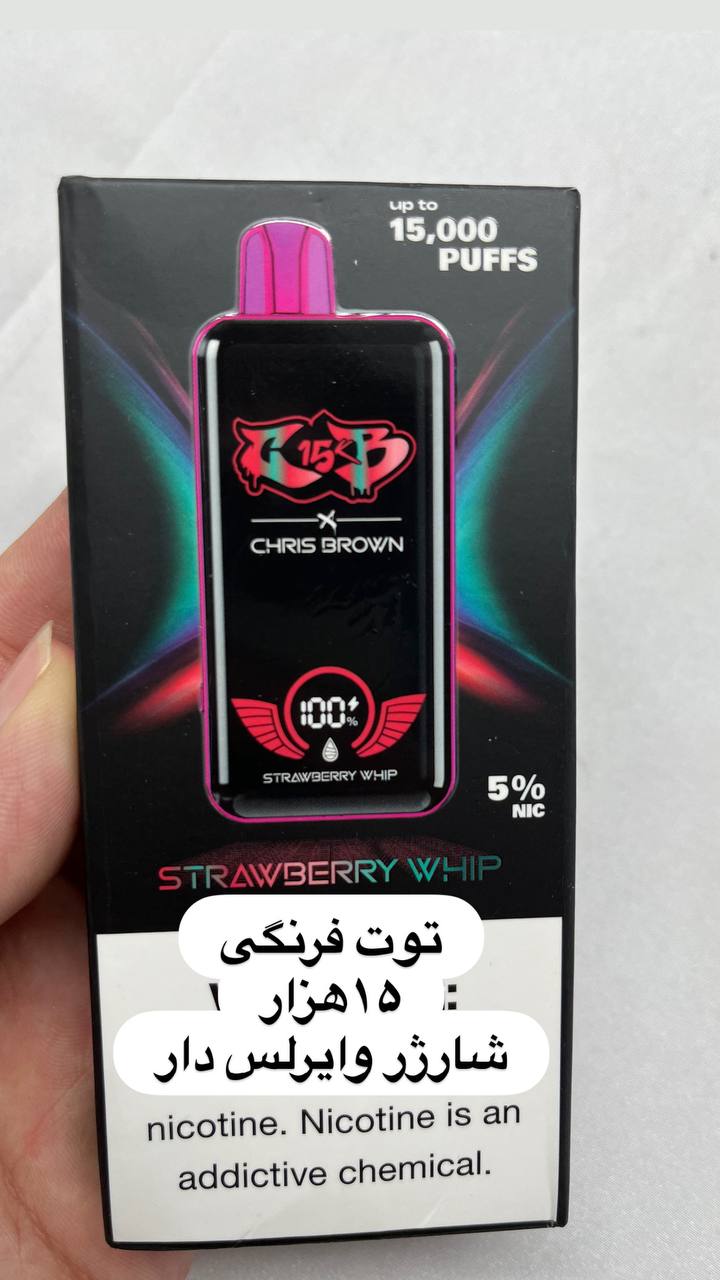 up to
15,000
PUFFS
C 15K B
X
CHRIS BROWN
100%
STRAWBERRY WHIP
5%
NIC
STRAWBERRY WHIP
توت فرنگی
۱۵هزار
شارژر وایرلس دار
nicotine. Nicotine is an
addictive chemical.